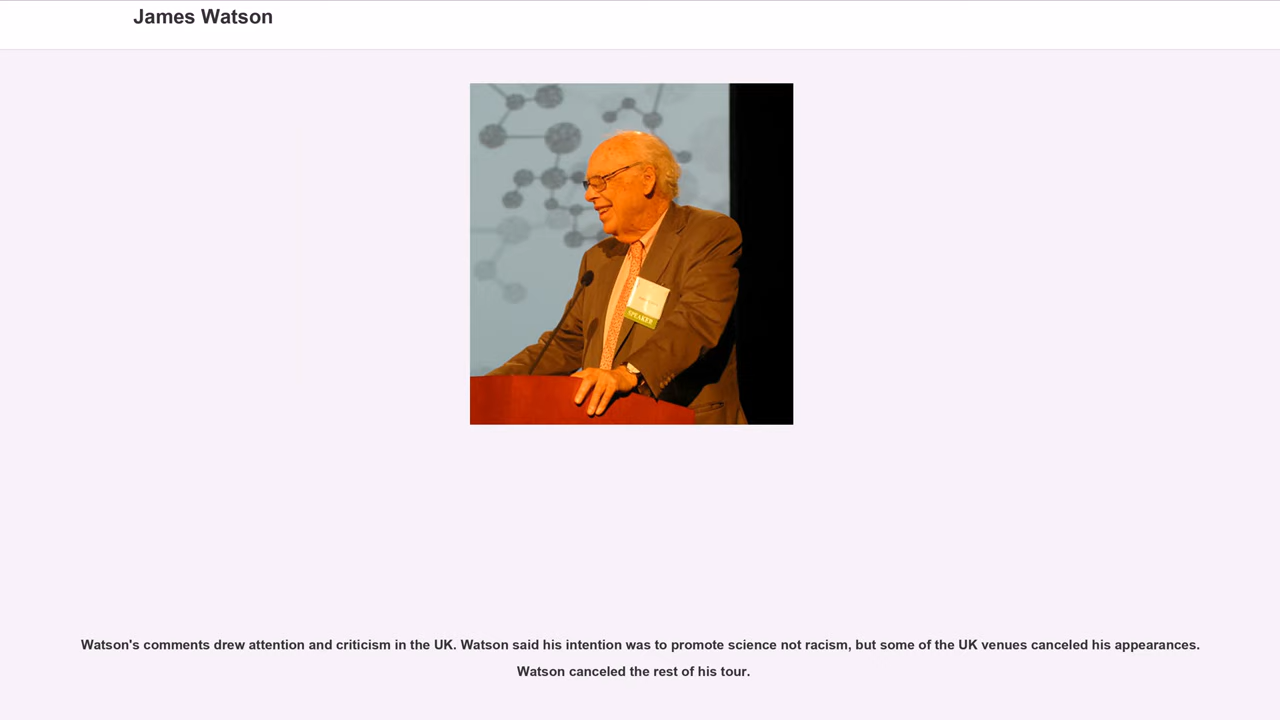 James Watson
SPEAKER
Watson's comments drew attention and criticism in the UK. Watson said his intention was to promote science not racism, but some of the UK venues canceled his appearances.
Watson canceled the rest of his tour.